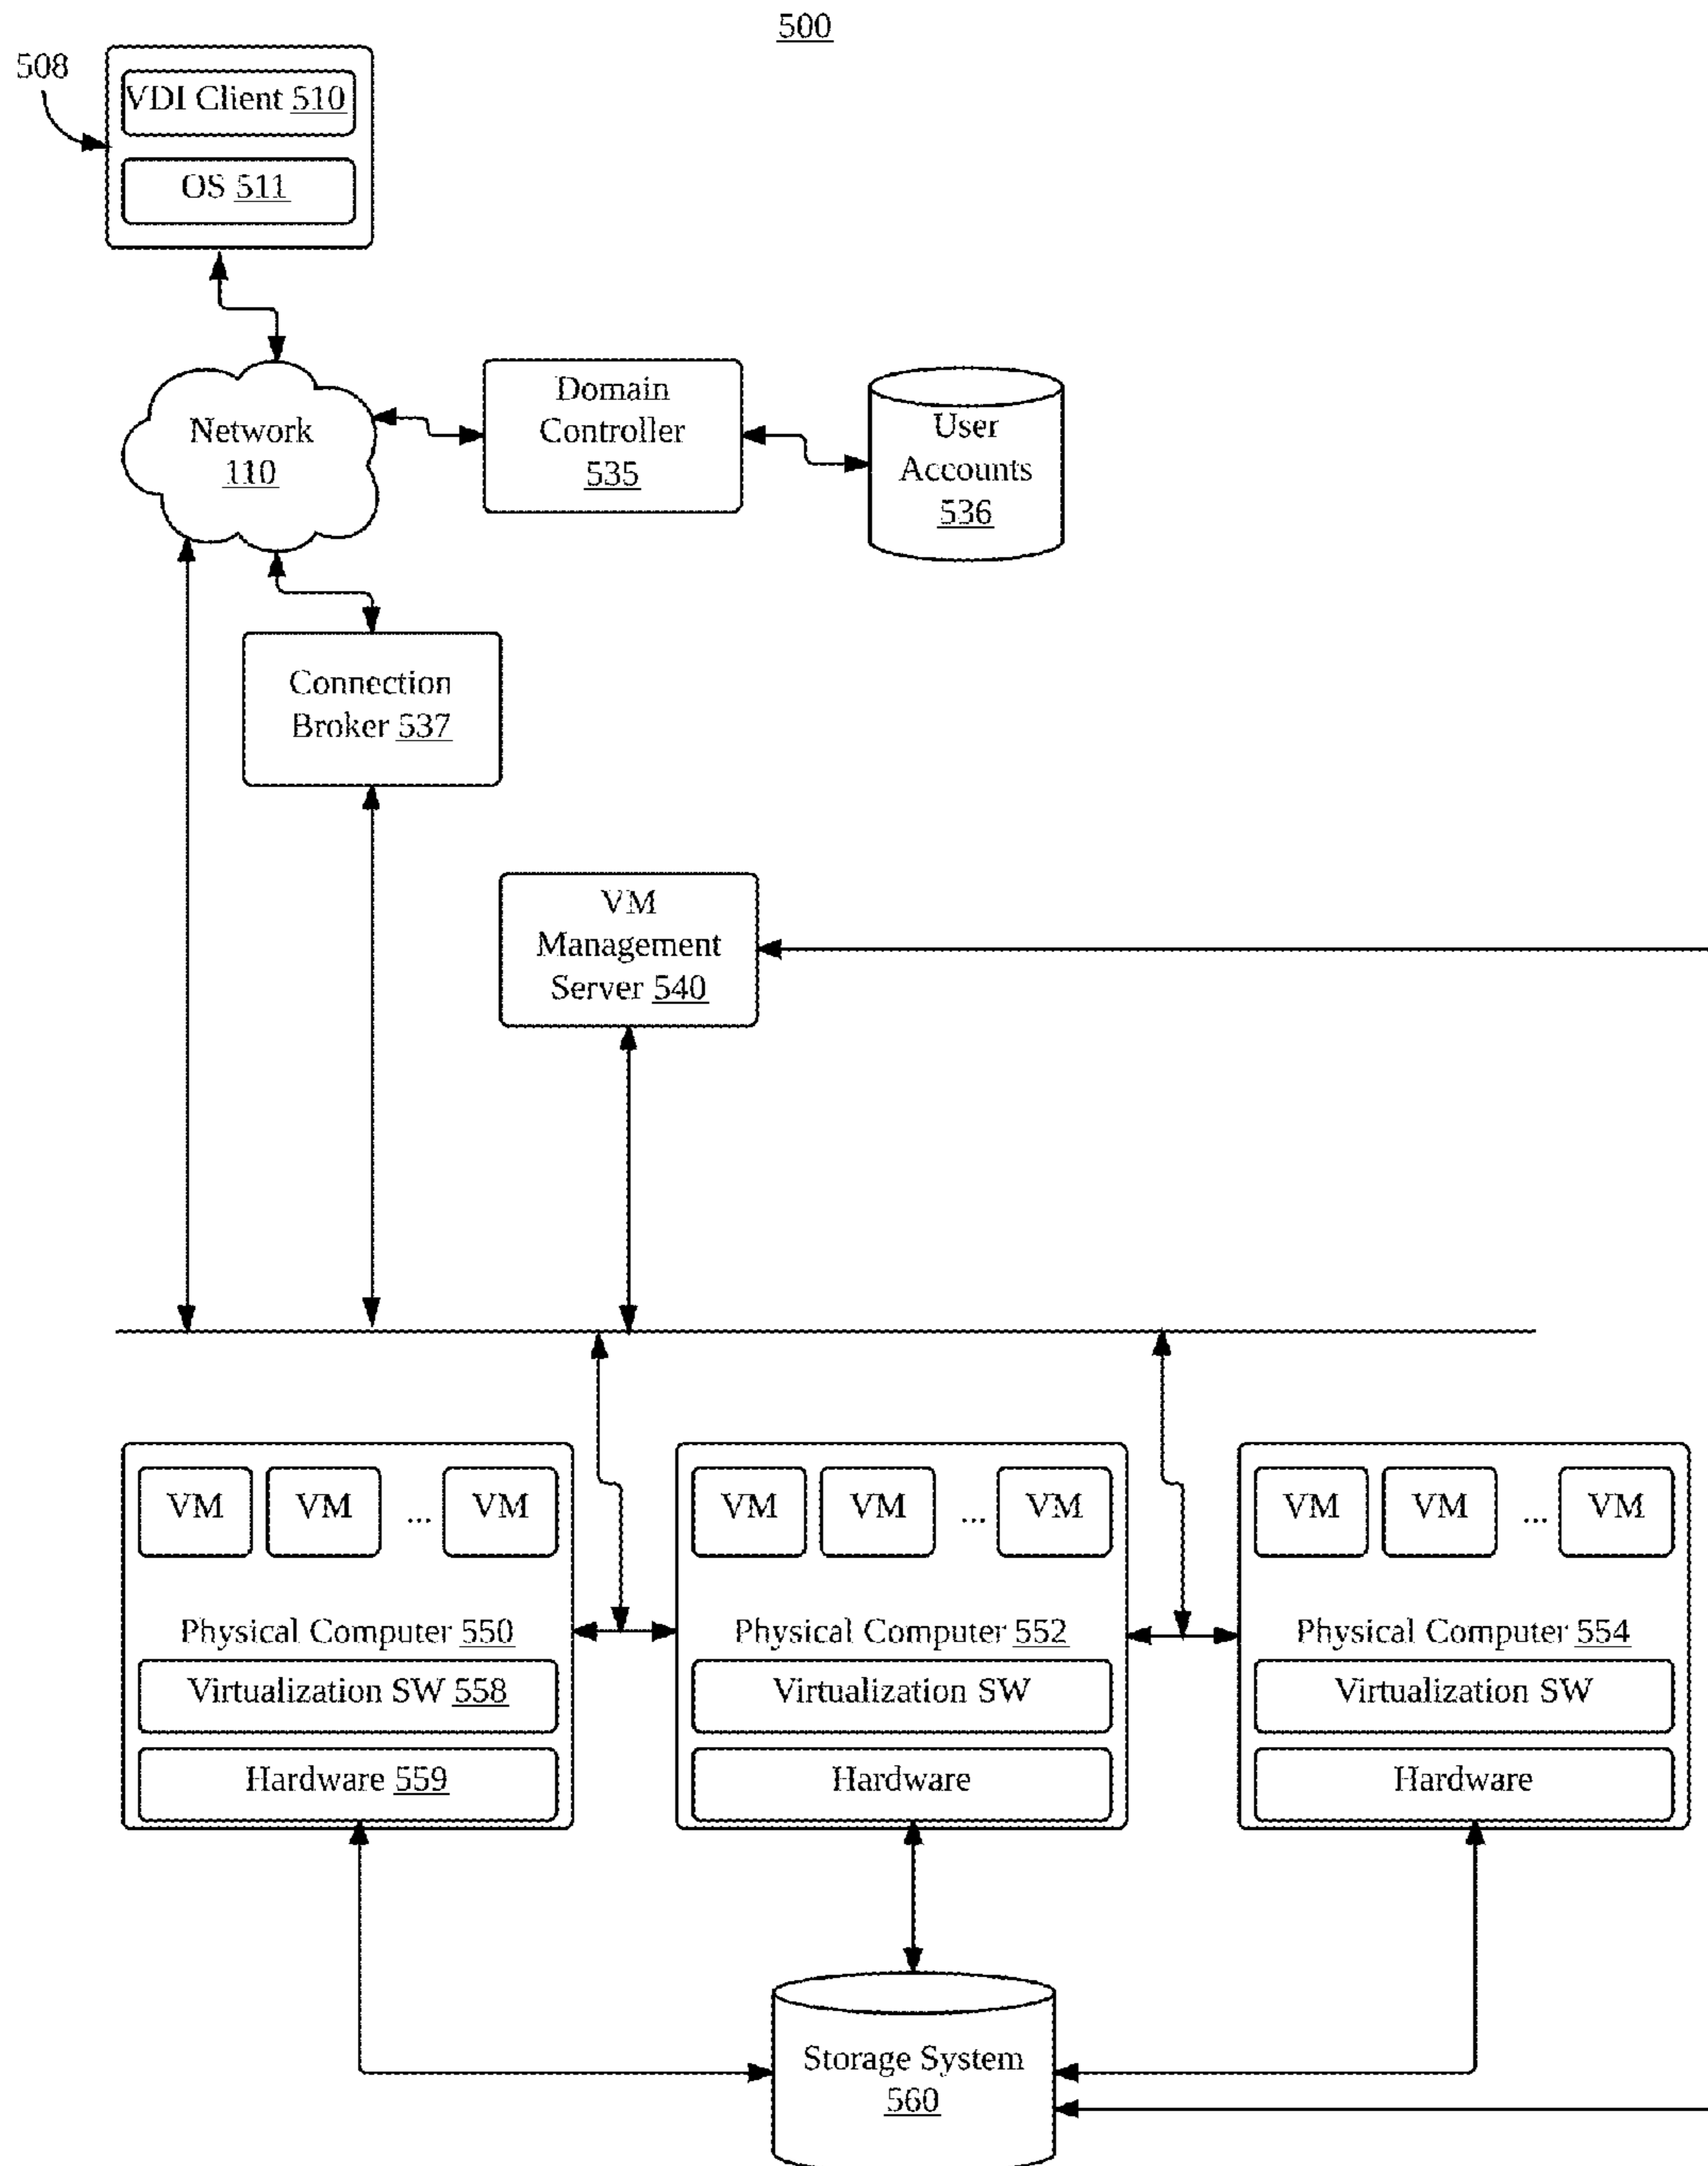 500
508
VDI Client 510
OS 511
Network
110
Domain
Controller
535
User
Accounts
536
Connection
Broker 537
VM
Management
Server 540
VM VM ... VM
Physical Computer 550
Virtualization SW 558
Hardware 559
VM VM ... VM
Physical Computer 552
Virtualization SW
Hardware
VM VM ... VM
Physical Computer 554
Virtualization SW
Hardware
Storage System
560